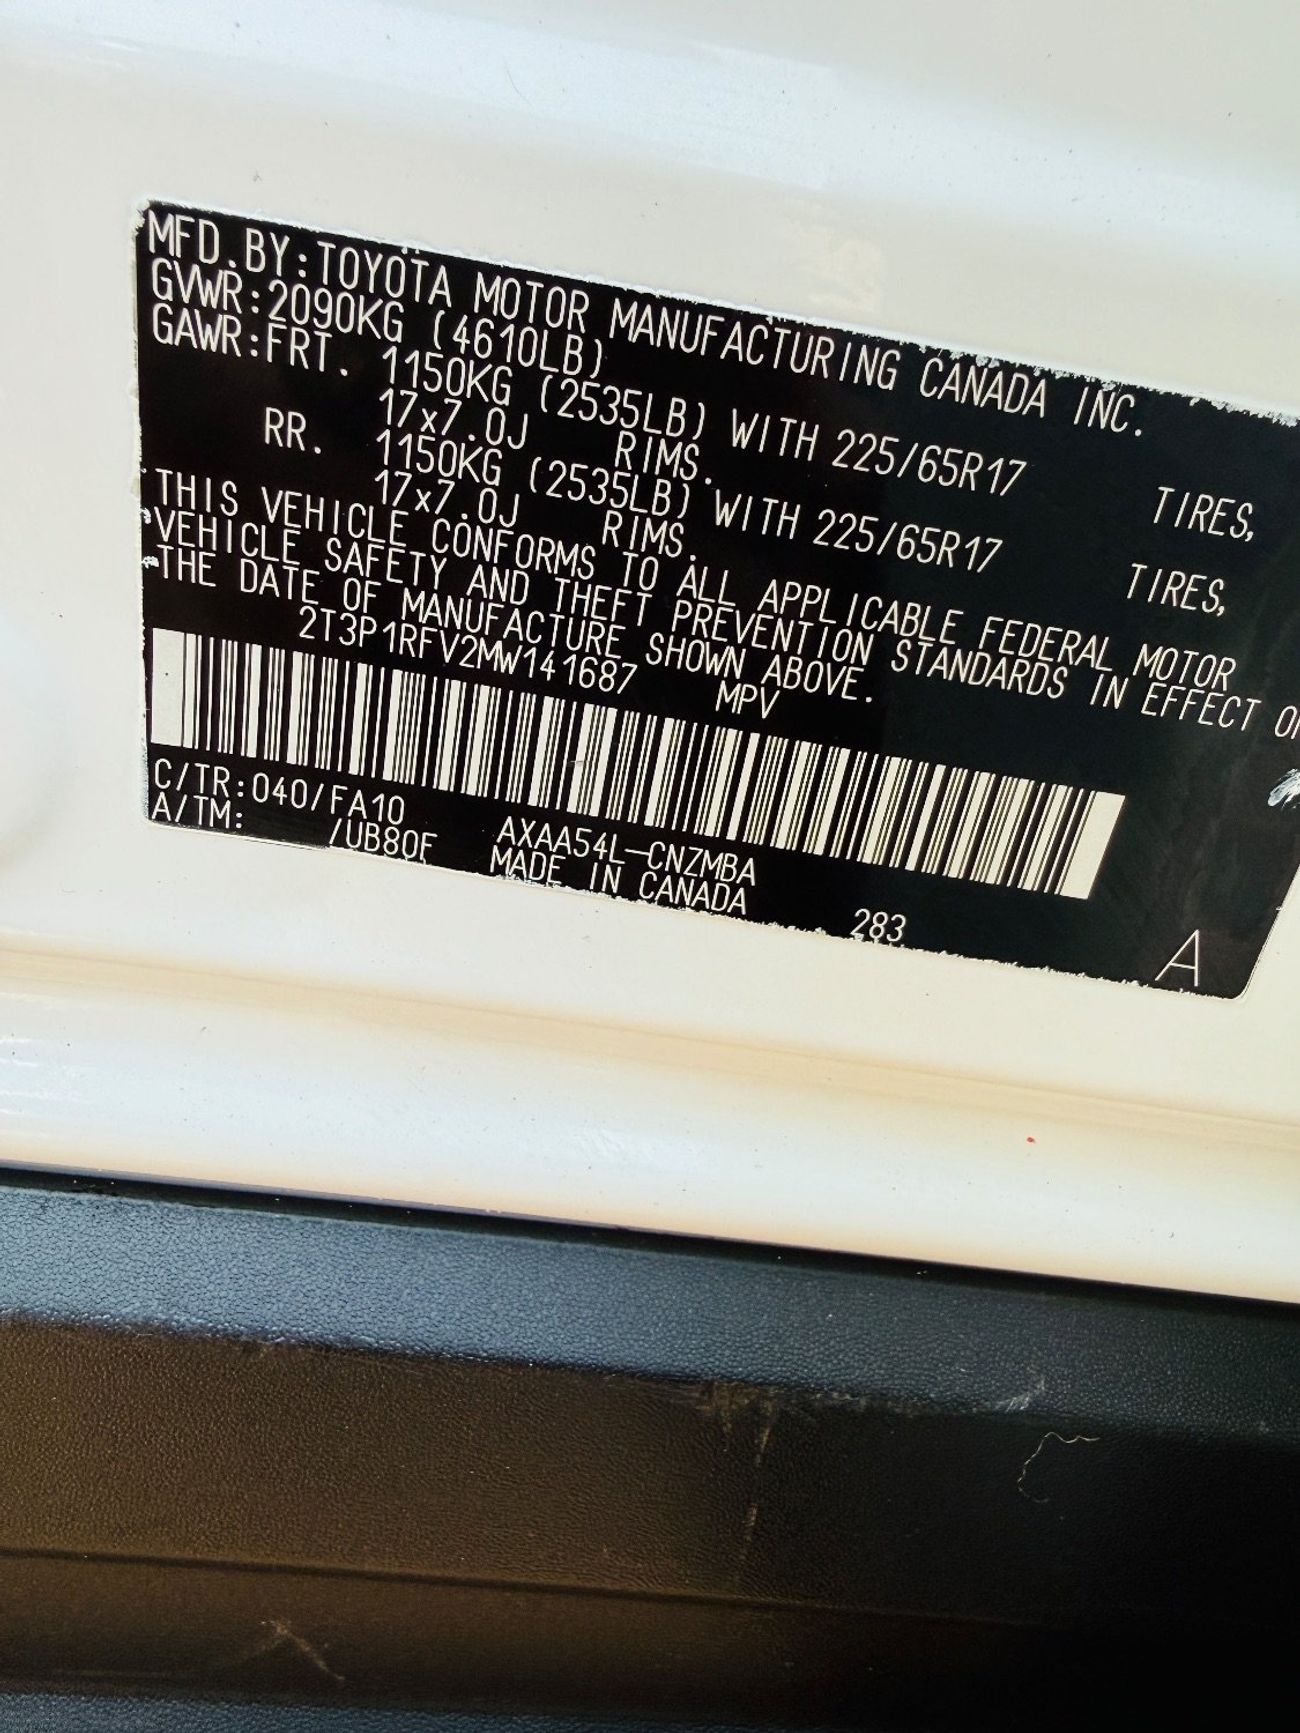 MFD.BY:TOYOTA MOTOR MANUFACTURING CANADA INC.
GVWR:2090KG (4610LB)
GAWR:FRT. 1150KG (2535LB) WITH 225/65R17 TIRES,
17x7.0J RIMS.
RR. 1150KG (2535LB) WITH 225/65R17 TIRES,
17x7.0J RIMS.
THIS VEHICLE CONFORMS TO ALL APPLICABLE FEDERAL MOTOR
VEHICLE SAFETY AND THEFT PREVENTION STANDARDS IN EFFECT
THE DATE OF MANUFACTURE SHOWN ABOVE.
2T3P1RFV2MW141687 MPV
C/TR:040/FA10 AXAA54L-CNZMBA
A/TM: /UB80F MADE IN CANADA 283 A